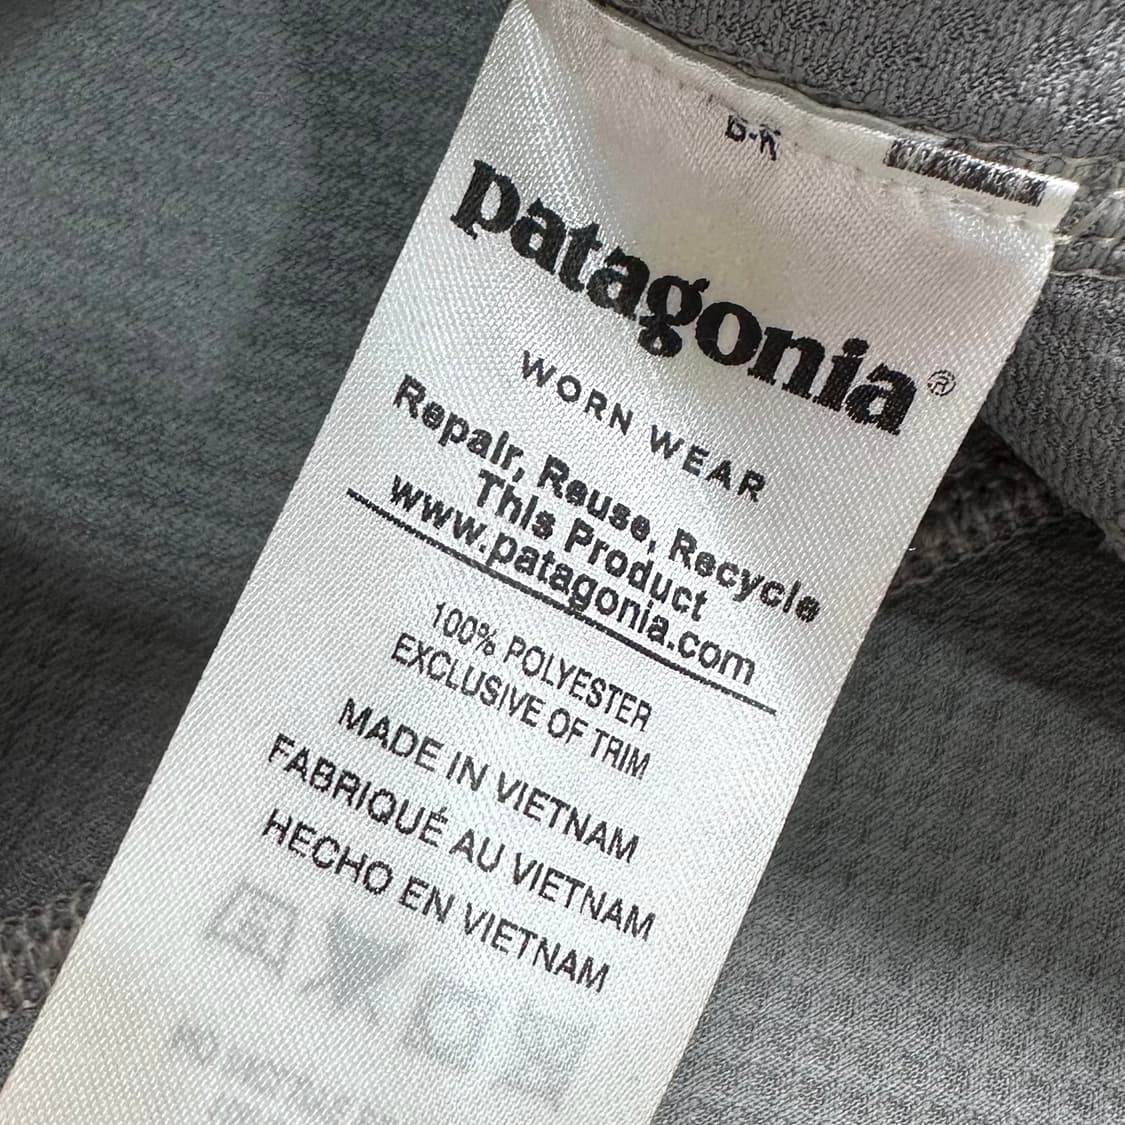 patagonia®
WORN WEAR
Repair, Reuse, Recycle
This Product
www.patagonia.com
100% POLYESTER
EXCLUSIVE OF TRIM
MADE IN VIETNAM
FABRIQUÉ AU VIETNAM
HECHO EN VIETNAM